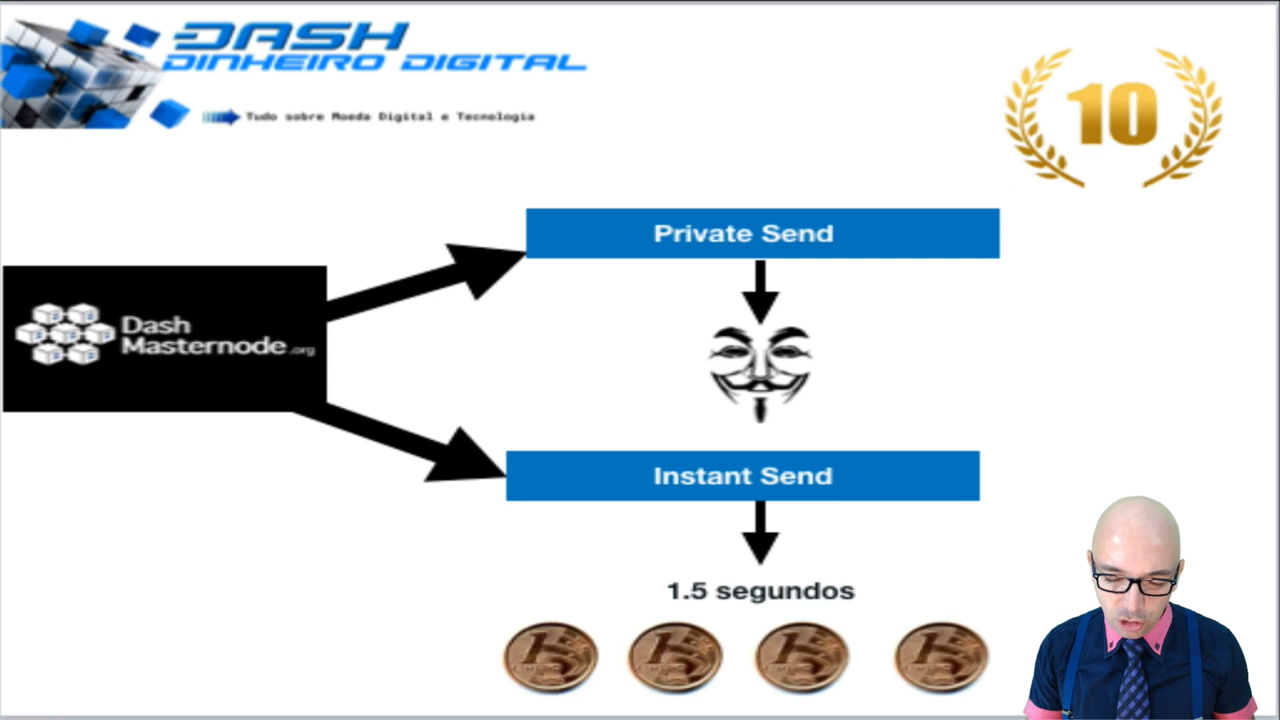 DASH
DINHEIRO DIGITAL
Tudo sobre Moeda Digital e Tecnologia
10
Private Send
Dash
Masternode.org
Instant Send
1.5 segundos